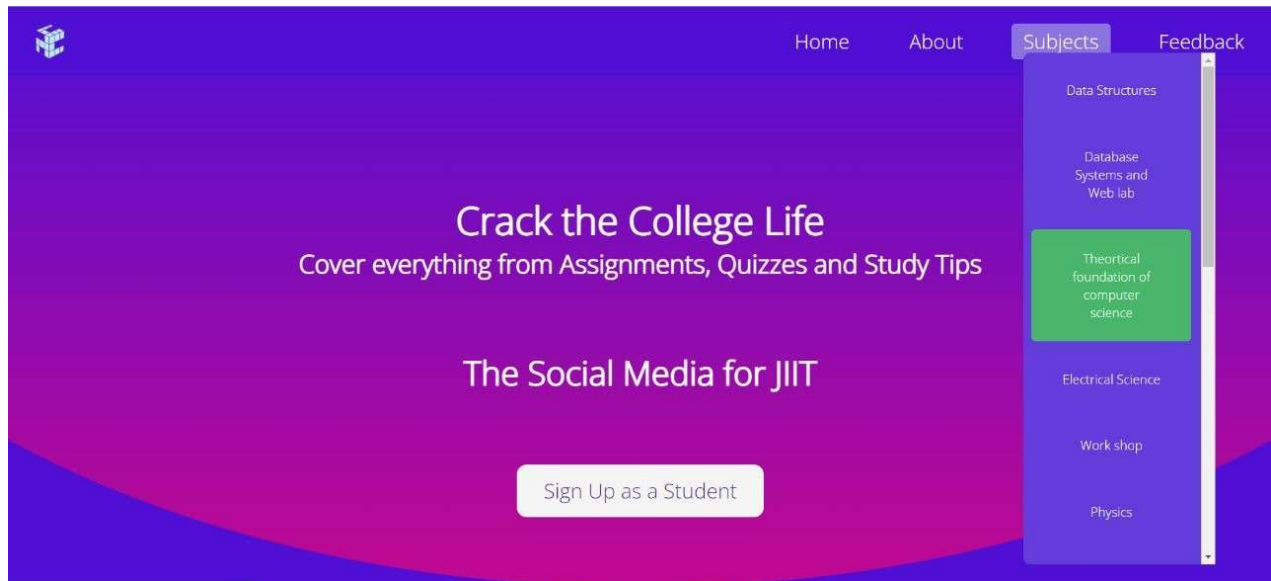 Home About Subjects Feedback
Data Structures
Database
Systems and
Web lab
Theortical
foundation of
computer
science
Electrical Science
Work shop
Physics
Crack the College Life
Cover everything from Assignments, Quizzes and Study Tips
The Social Media for JIIT
Sign Up as a Student